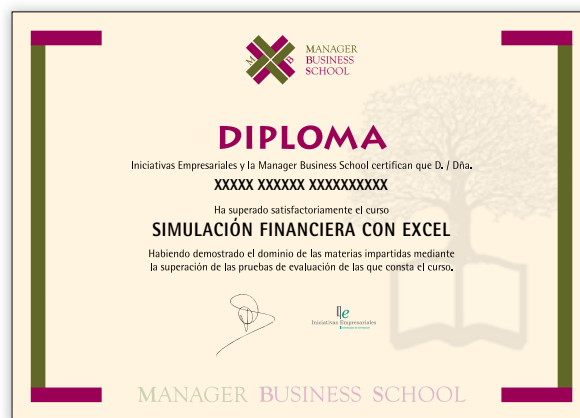 M B
MANAGER
BUSINESS
SCHOOL
DIPLOMA
Iniciativas Empresariales y la Manager Business School certifican que D. / Dña.
XXXXX XXXXXX XXXXXXXXXX
Ha superado satisfactoriamente el curso
SIMULACIÓN FINANCIERA CON EXCEL
Habiendo demostrado el dominio de las materias impartidas mediante
la superación de las pruebas de evaluación de las que consta el curso.
Iniciativas Empresariales
MANAGER BUSINESS SCHOOL